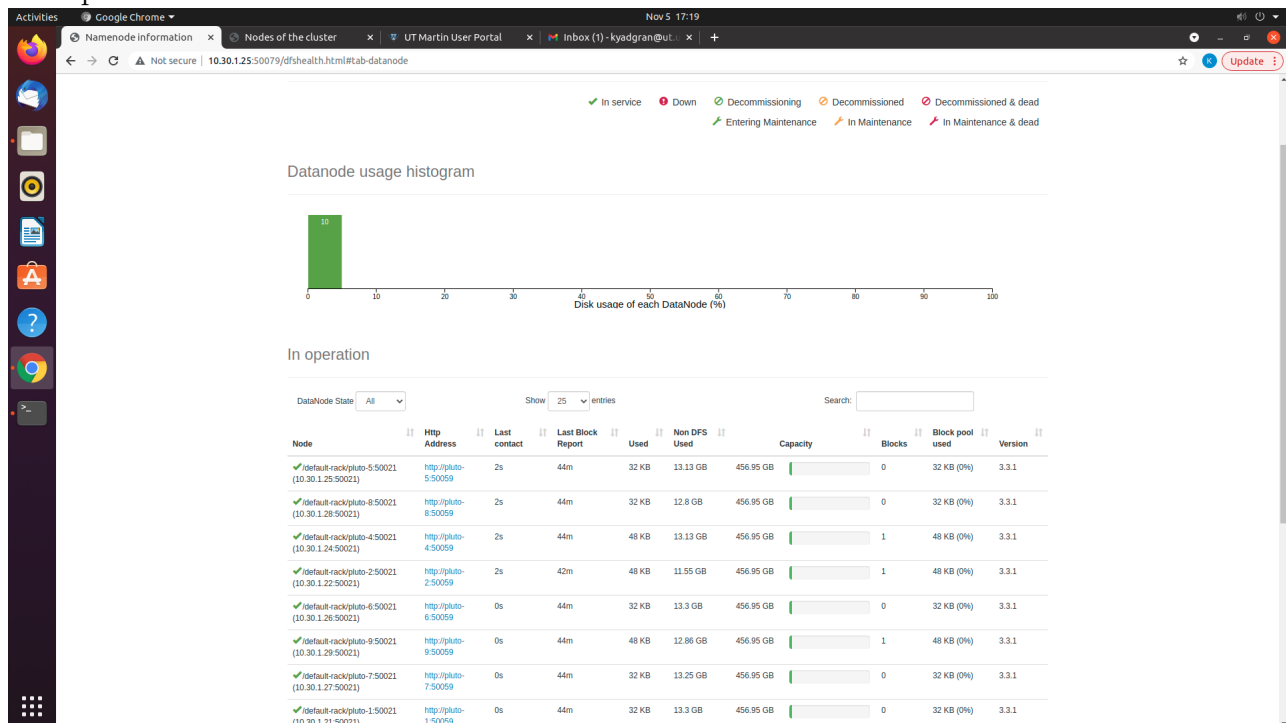 Activities Google Chrome Nov 5 17:19
Namenode information × Nodes of the cluster × UT Martin User Portal × Inbox (1) - kyadgran@ut.u × +
Not secure | 10.30.1.25:50079/dfshealth.html#tab-datanode K Update
In service Down Decommissioning Decommissioned Decommissioned & dead
Entering Maintenance In Maintenance In Maintenance & dead
Datanode usage histogram
10
0 10 20 30 40 50 60 70 80 90 100
Disk usage of each DataNode (%)
In operation
DataNode State All Show 25 entries Search:
Node Http Address Last contact Last Block Report Used Non DFS Used Capacity Blocks Block pool used Version
/default-rack/pluto-5:50021 http://pluto- 2s 44m 32 KB 13.13 GB 456.95 GB 0 32 KB (0%) 3.3.1
(10.30.1.25:50021) 5:50059
/default-rack/pluto-8:50021 http://pluto- 2s 44m 32 KB 12.8 GB 456.95 GB 0 32 KB (0%) 3.3.1
(10.30.1.28:50021) 8:50059
/default-rack/pluto-4:50021 http://pluto- 2s 44m 48 KB 13.13 GB 456.95 GB 1 48 KB (0%) 3.3.1
(10.30.1.24:50021) 4:50059
/default-rack/pluto-2:50021 http://pluto- 2s 42m 48 KB 11.55 GB 456.95 GB 1 48 KB (0%) 3.3.1
(10.30.1.22:50021) 2:50059
/default-rack/pluto-6:50021 http://pluto- 0s 44m 32 KB 13.3 GB 456.95 GB 0 32 KB (0%) 3.3.1
(10.30.1.26:50021) 6:50059
/default-rack/pluto-9:50021 http://pluto- 0s 44m 48 KB 12.86 GB 456.95 GB 1 48 KB (0%) 3.3.1
(10.30.1.29:50021) 9:50059
/default-rack/pluto-7:50021 http://pluto- 0s 44m 32 KB 13.25 GB 456.95 GB 0 32 KB (0%) 3.3.1
(10.30.1.27:50021) 7:50059
/default-rack/pluto-1:50021 http://pluto- 0s 44m 32 KB 13.3 GB 456.95 GB 0 32 KB (0%) 3.3.1
(10.30.1.21:50021) 1:50059